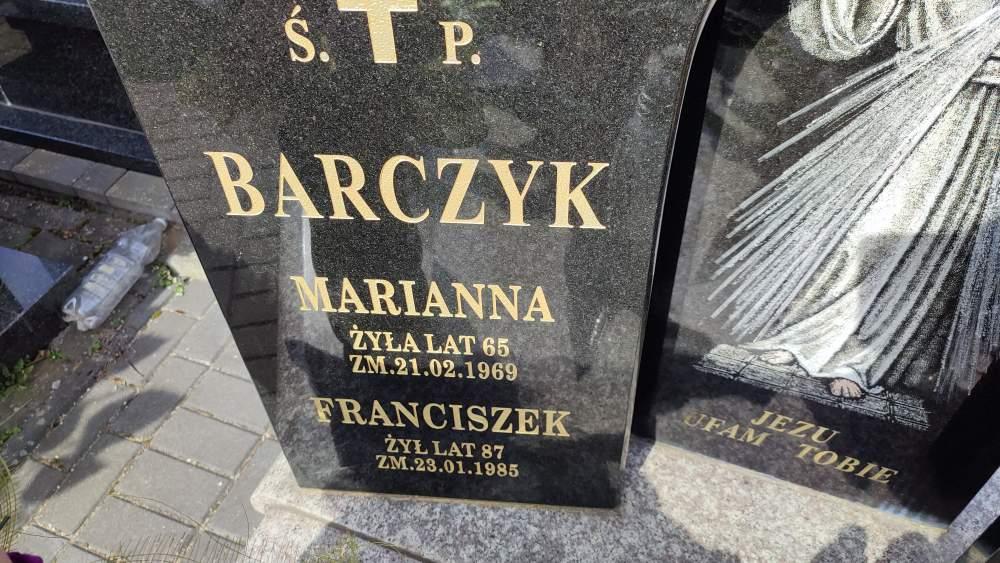 Ś. P.
BARCZYK
MARIANNA
ŻYŁA LAT 65
ZM.21.02.1969
FRANCISZEK
ŻYŁ LAT 87
ZM.23.01.1985
JEZU
UFAM TOBIE